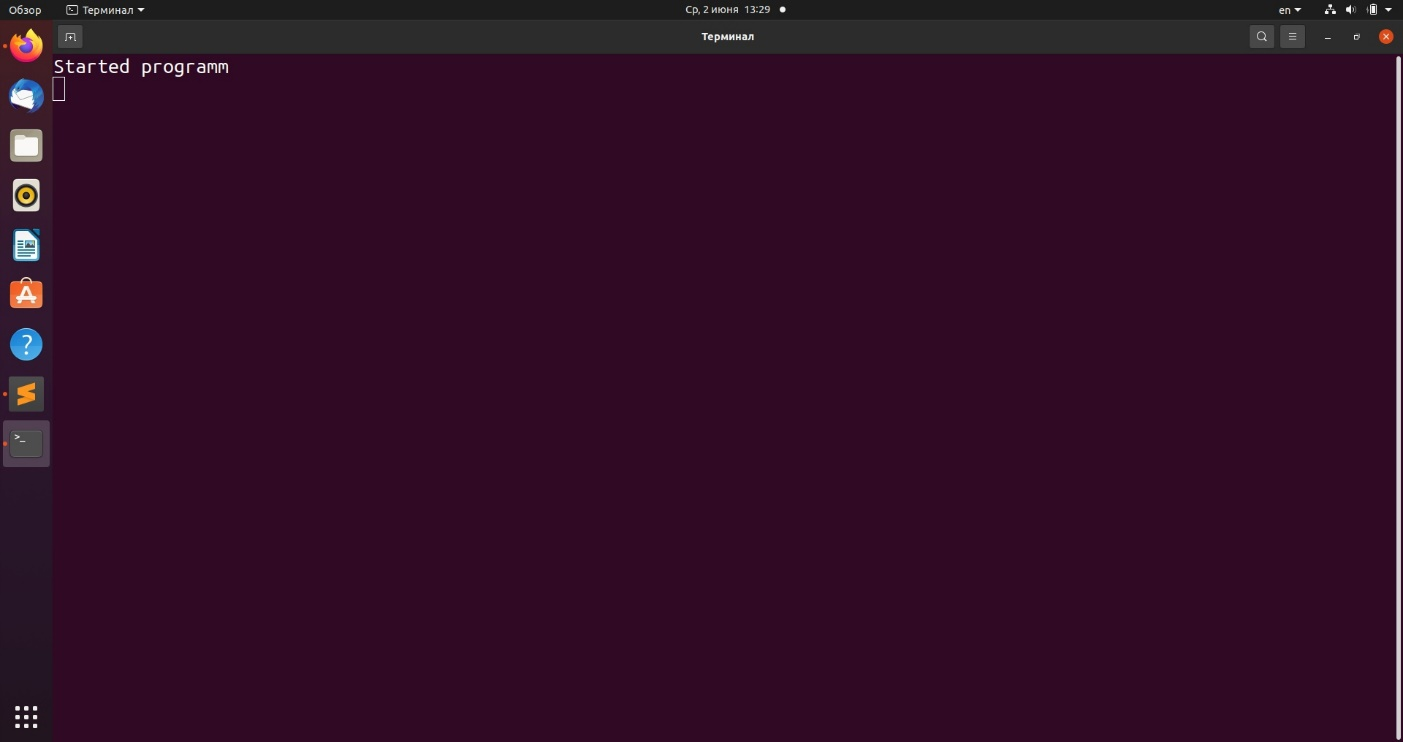 Обзор
Терминал
Ср, 2 июня 13:29
en
Терминал
Started programm